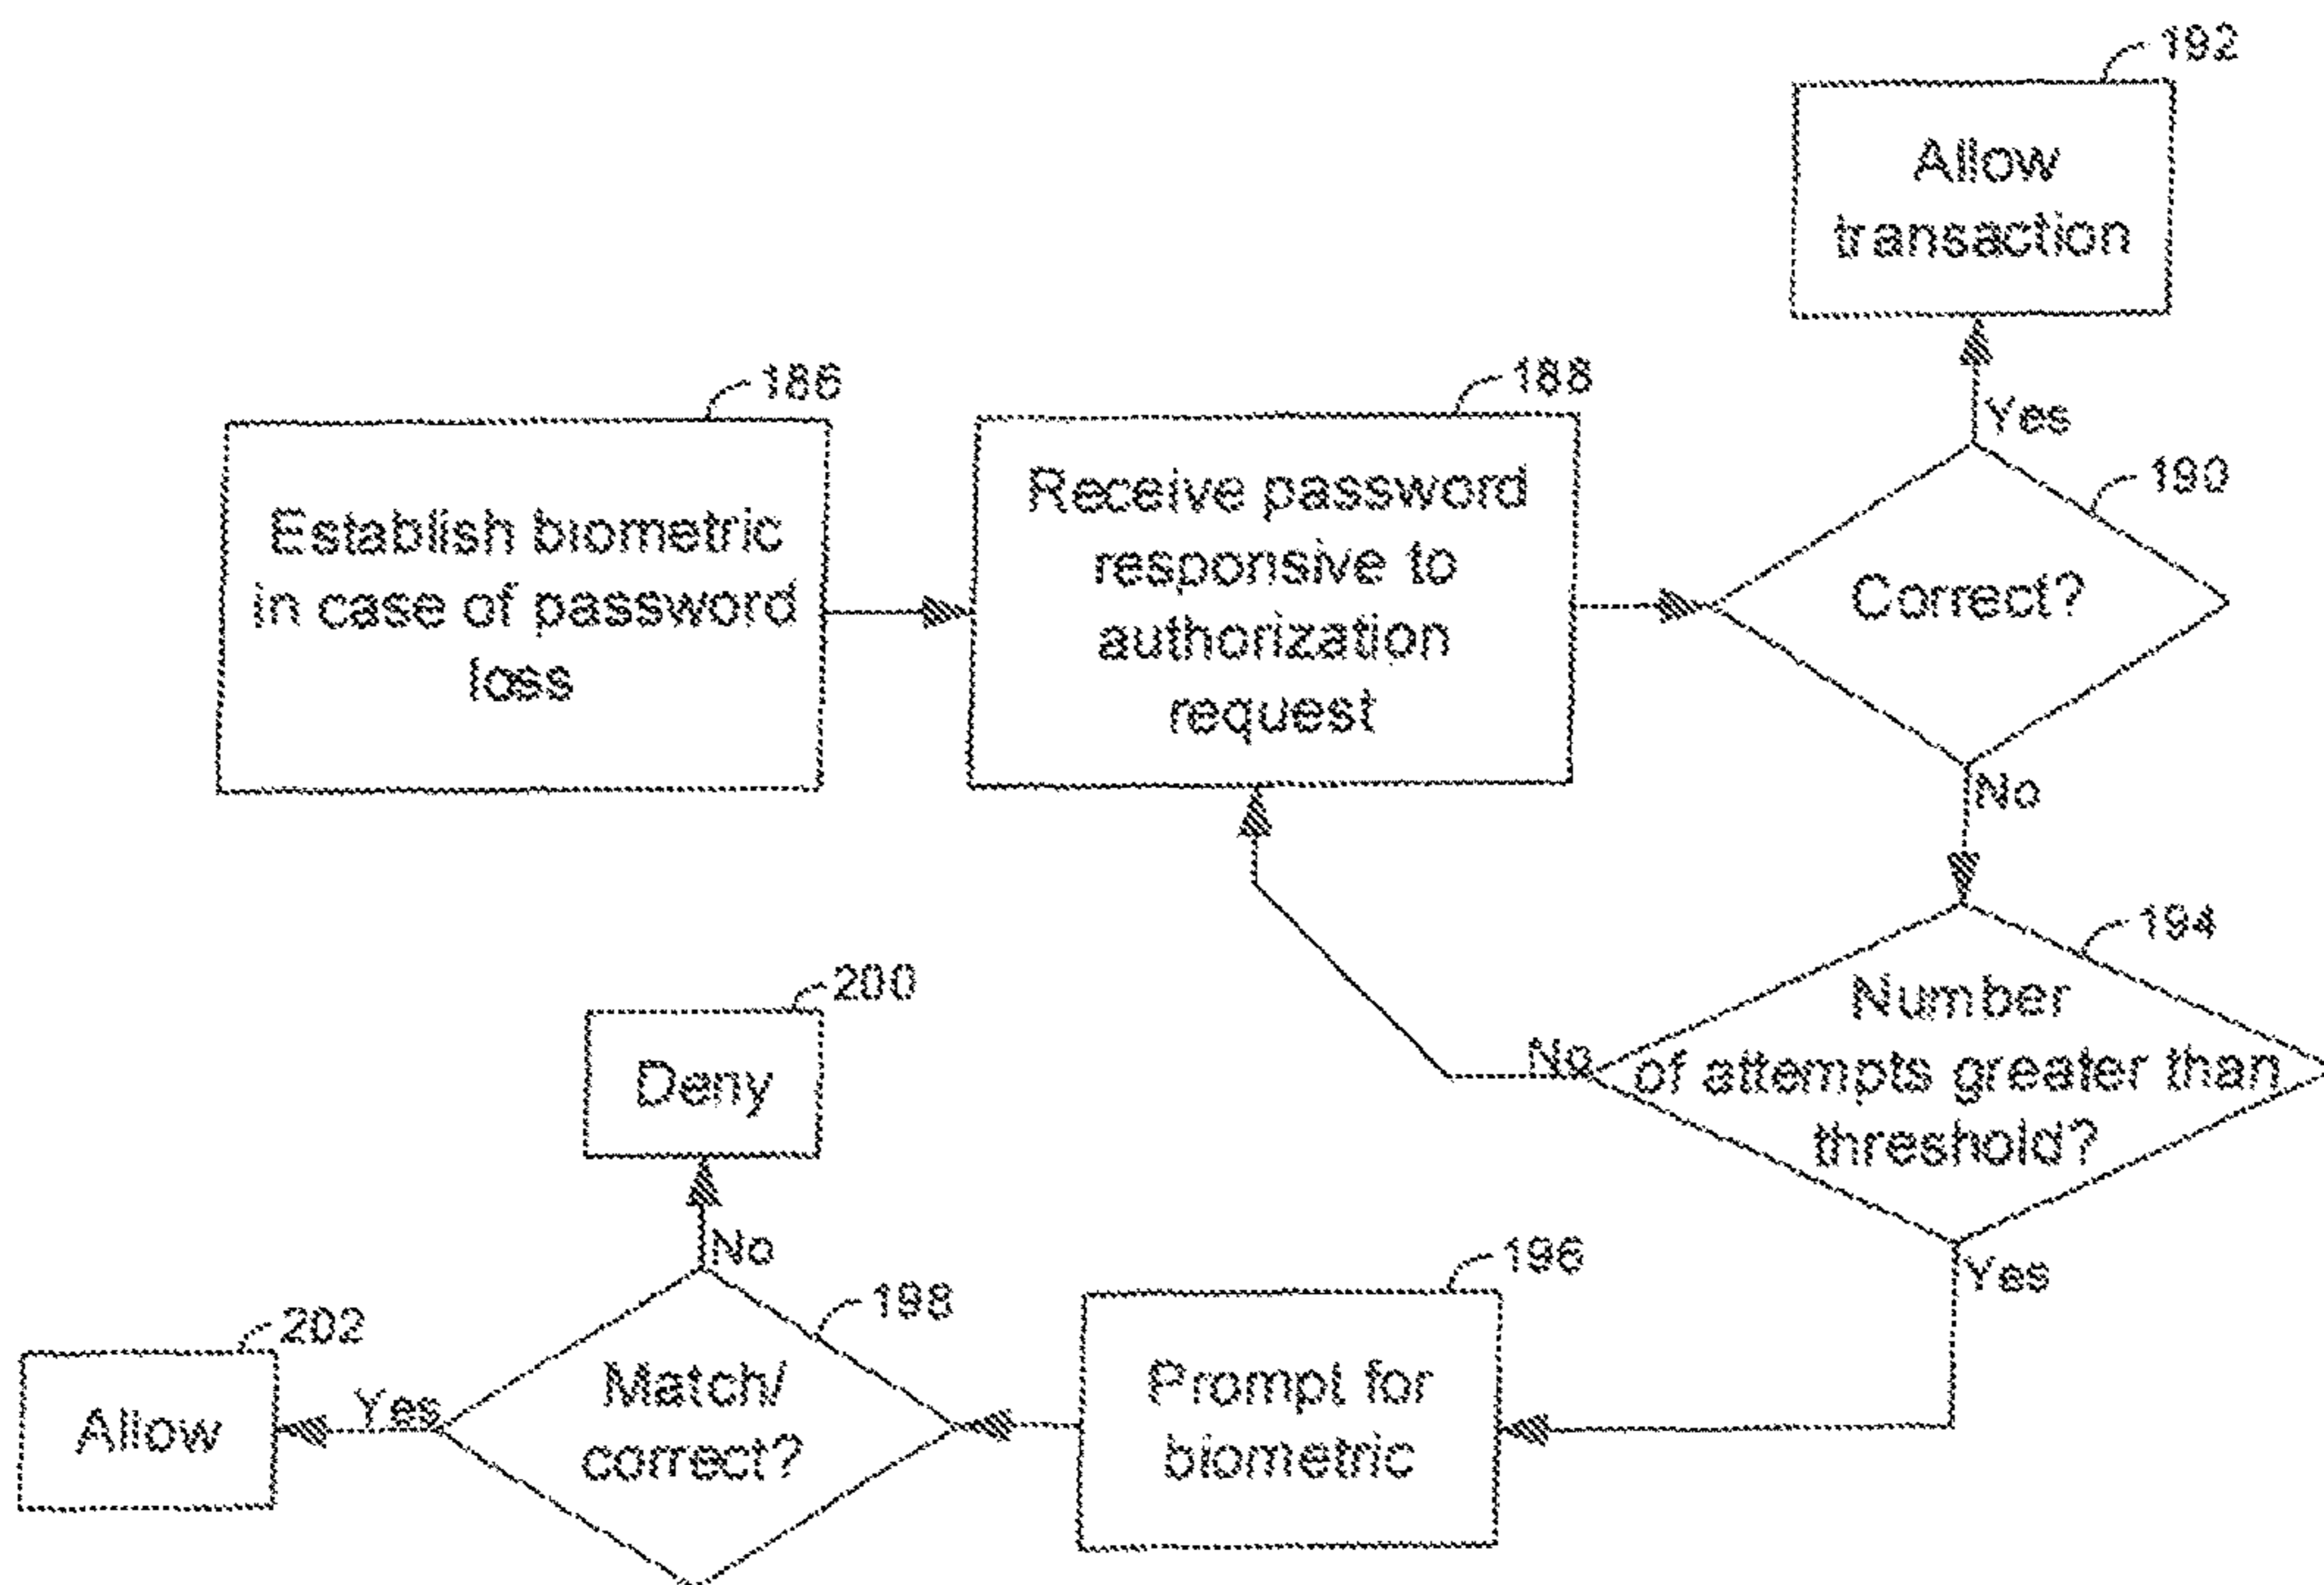 192
Allow
transaction
Yes
186
Establish biometric
in case of password
loss
188
Receive password
responsive to
authorization
request
190
Correct?
No
194
Number
of attempts greater than
threshold?
No
Yes
196
Prompt for
biometric
198
Match/
correct?
No
200
Deny
Yes
202
Allow